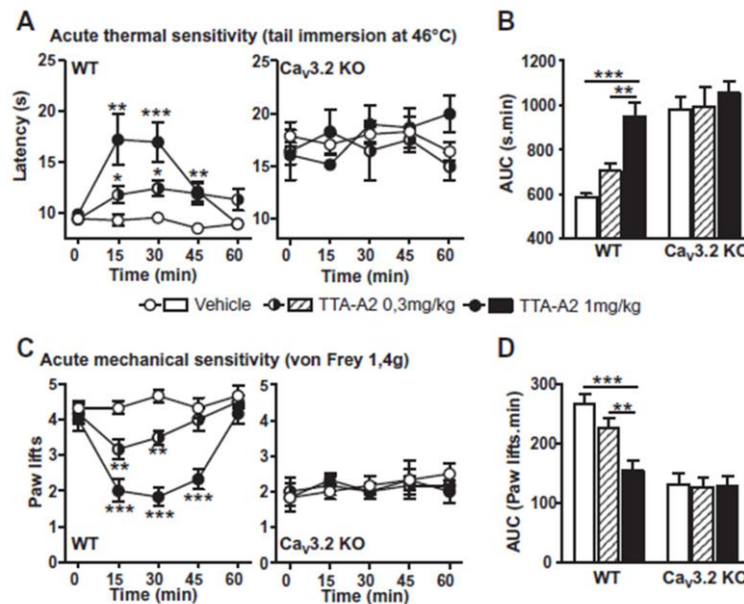 A
Acute thermal sensitivity (tail immersion at 46°C)
WT
CaV3.2 KO
Latency (s)
25
20
15
10
** ***
* * **
0 15 30 45 60
Time (min)
25
20
15
10
0 15 30 45 60
Time (min)
B
AUC (s.min)
1200
1000
800
600
400
***
**
WT CaV3.2 KO
Vehicle TTA-A2 0,3mg/kg TTA-A2 1mg/kg
C
Acute mechanical sensitivity (von Frey 1,4g)
Paw lifts
5
4
3
2
1
0
** **
*** *** ***
WT
0 15 30 45 60
Time (min)
5
4
3
2
1
0
CaV3.2 KO
0 15 30 45 60
Time (min)
D
AUC (Paw lifts.min)
300
200
100
0
***
**
WT CaV3.2 KO